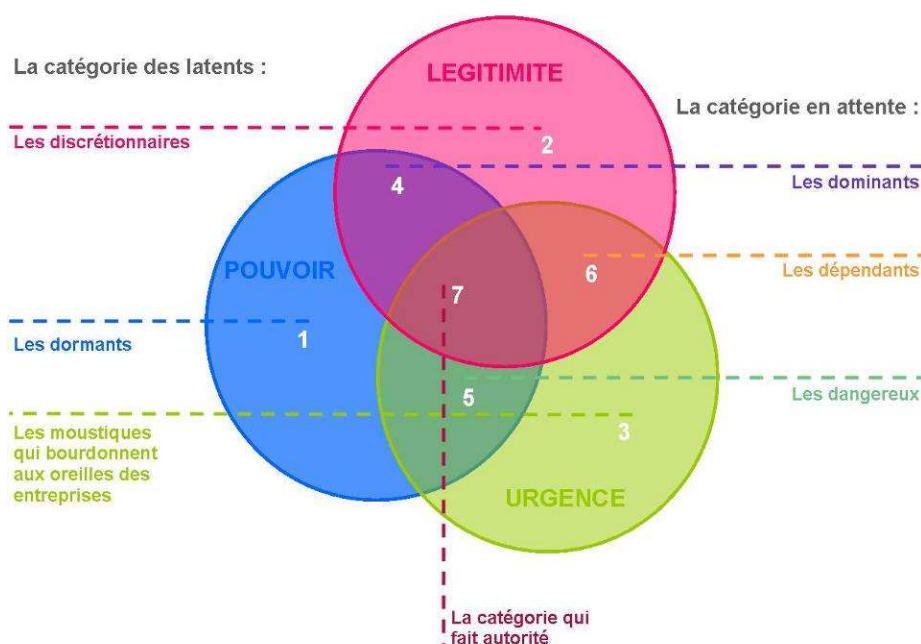 LEGITIMITE
La catégorie des latents :
La catégorie en attente :
Les discrétionnaires
2
4
Les dominants
POUVOIR
6
Les dépendants
7
1
Les dormants
5
Les dangereux
3
Les moustiques
qui bourdonnent
aux oreilles des
entreprises
URGENCE
La catégorie qui
fait autorité